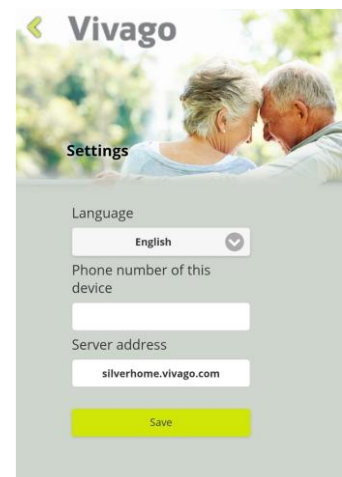 Vivago
Settings
Language
English
Phone number of this
device
Server address
silverhome.vivago.com
Save